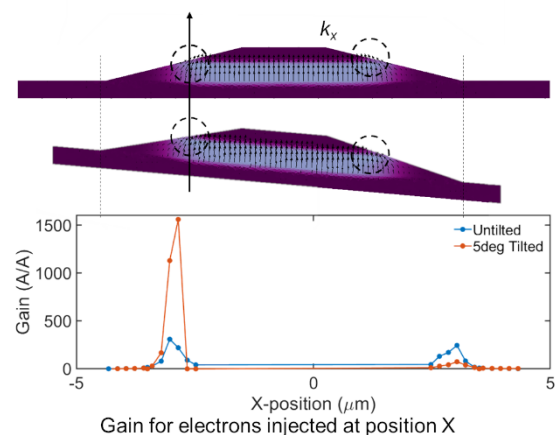 kₓ
1500
1000
500
0
Gain (A/A)
Untilted
5deg Tilted
-5
0
5
X-position (μm)
Gain for electrons injected at position X